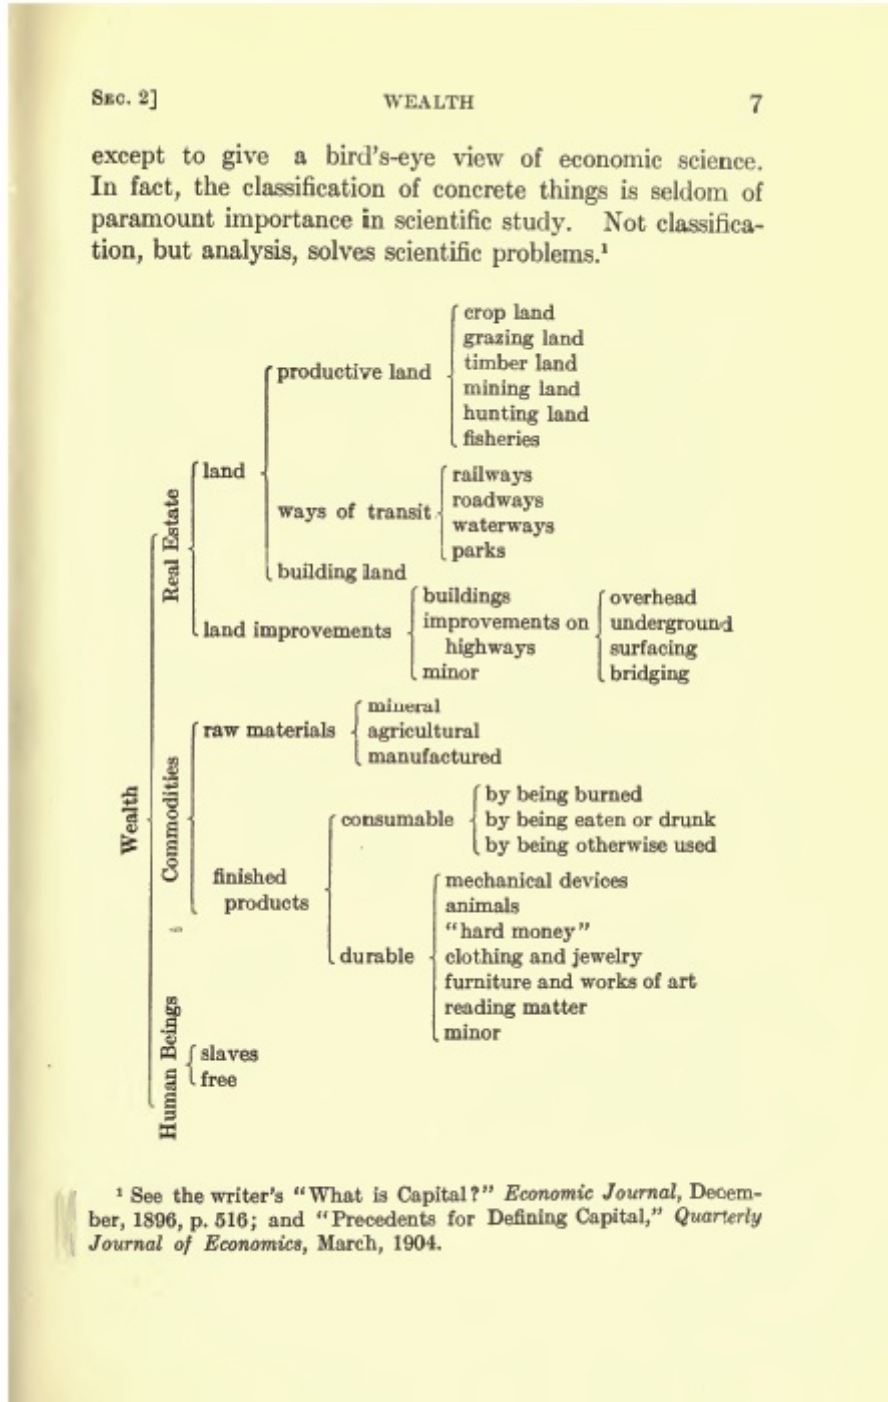 SEC. 2] WEALTH 7
except to give a bird's-eye view of economic science.
In fact, the classification of concrete things is seldom of
paramount importance in scientific study. Not classifica-
tion, but analysis, solves scientific problems.¹
Wealth
Real Estate
land
productive land
crop land
grazing land
timber land
mining land
hunting land
fisheries
ways of transit
railways
roadways
waterways
parks
building land
land improvements
buildings
improvements on
highways
overhead
underground
surfacing
bridging
minor
Commodities
raw materials
mineral
agricultural
manufactured
finished
products
consumable
by being burned
by being eaten or drunk
by being otherwise used
durable
mechanical devices
animals
"hard money"
clothing and jewelry
furniture and works of art
reading matter
minor
Human Beings
slaves
free
¹ See the writer's "What is Capital?" Economic Journal, Decem-
ber, 1896, p. 516; and "Precedents for Defining Capital," Quarterly
Journal of Economics, March, 1904.